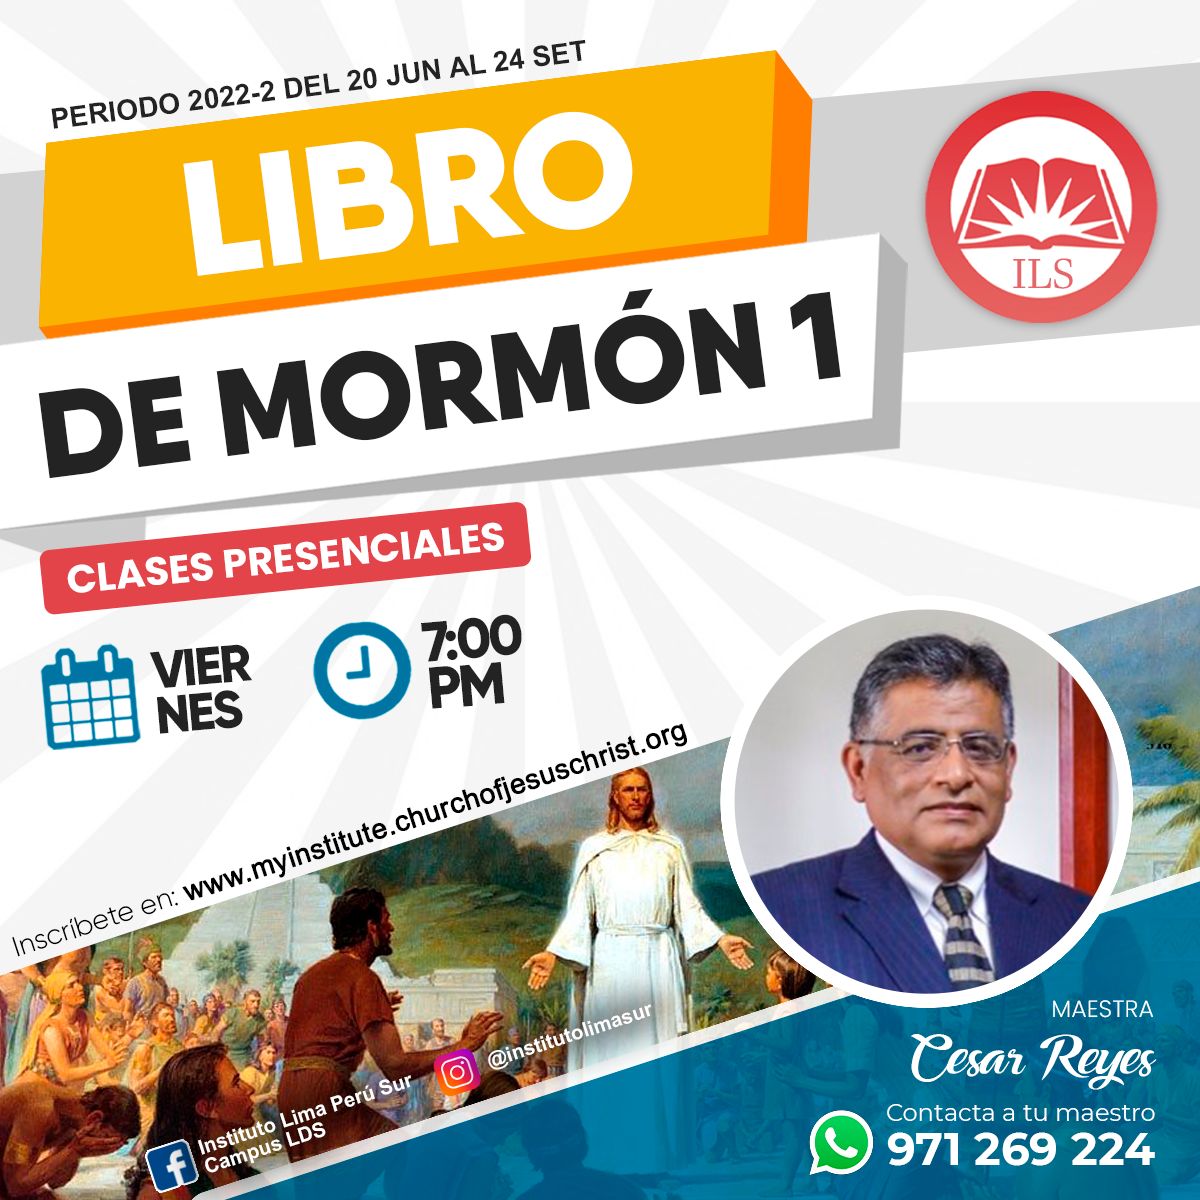 PERIODO 2022-2 DEL 20 JUN AL 24 SET
LIBRO
DE MORMÓN 1
ILS
CLASES PRESENCIALES
VIER
NES
7:00
PM
Inscríbete en: www.myinstitute.churchofjesuschrist.org
@institutolimasur
Instituto Lima Perú Sur
Campus LDS
MAESTRA
Cesar Reyes
Contacta a tu maestro
971 269 224